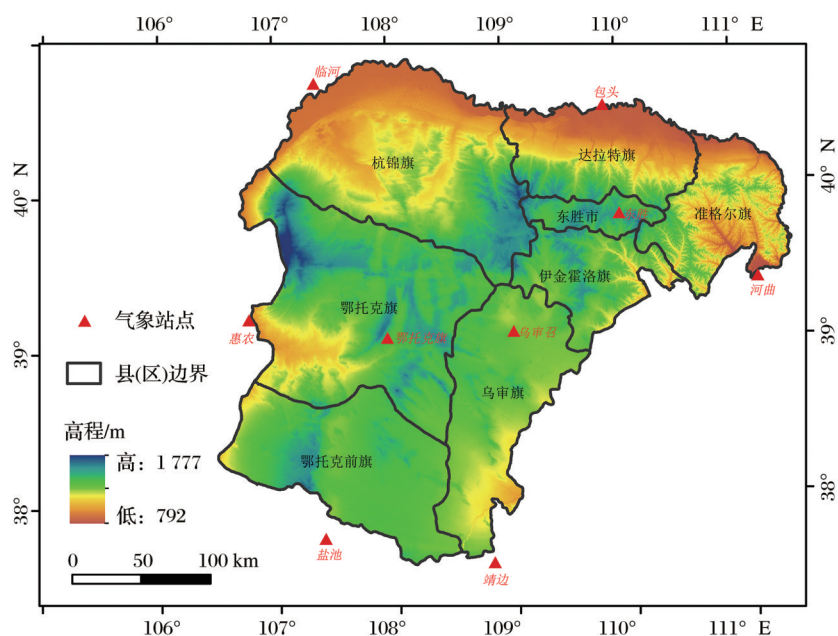 106° 107° 108° 109° 110° 111° E
临河
包头
杭锦旗
达拉特旗
40° N
40° N
东胜市
准格尔旗
伊金霍洛旗
河曲
鄂托克旗
气象站点
惠农
鄂托克旗
乌审召
39°
39°
县(区)边界
乌审旗
高程/m
高：1 777
鄂托克前旗
低：792
38°
38°
盐池
靖边
0 50 100 km
106° 107° 108° 109° 110° 111° E